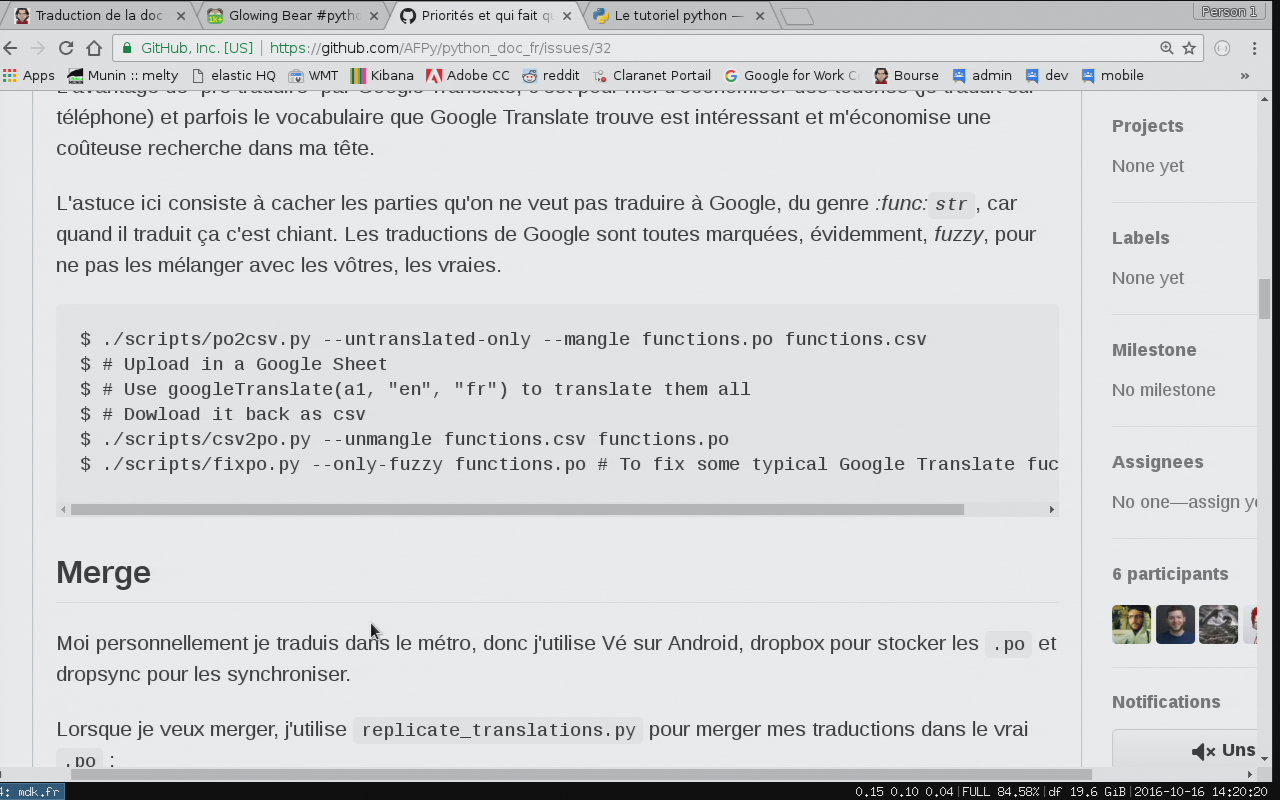 Traduction de la doc
Glowing Bear #pytho
Priorités et qui fait qu
Le tutoriel python —
Person 1
GitHub, Inc. [US]
https://github.com/AFPy/python_doc_fr/issues/32
Apps
Munin :: melty
elastic HQ
WMT
Kibana
Adobe CC
reddit
Claranet Portail
Google for Work C
Bourse
admin
dev
mobile
»
téléphone) et parfois le vocabulaire que Google Translate trouve est intéressant et m'économise une
coûteuse recherche dans ma tête.
L'astuce ici consiste à cacher les parties qu'on ne veut pas traduire à Google, du genre :func: str , car
quand il traduit ça c'est chiant. Les traductions de Google sont toutes marquées, évidemment, fuzzy, pour
ne pas les mélanger avec les vôtres, les vraies.
$ ./scripts/po2csv.py --untranslated-only --mangle functions.po functions.csv
$ # Upload in a Google Sheet
$ # Use googleTranslate(a1, "en", "fr") to translate them all
$ # Dowload it back as csv
$ ./scripts/csv2po.py --unmangle functions.csv functions.po
$ ./scripts/fixpo.py --only-fuzzy functions.po # To fix some typical Google Translate fuc
Merge
Moi personnellement je traduis dans le métro, donc j'utilise Vé sur Android, dropbox pour stocker les .po et
dropsync pour les synchroniser.
Lorsque je veux merger, j'utilise replicate_translations.py pour merger mes traductions dans le vrai
.po :
Projects
None yet
Labels
None yet
Milestone
No milestone
Assignees
No one—assign yo
6 participants
Notifications
Uns
4: mdk.fr
0.15 0.10 0.04|FULL 84.58%|df 19.6 GiB|2016-10-16 14:20:20